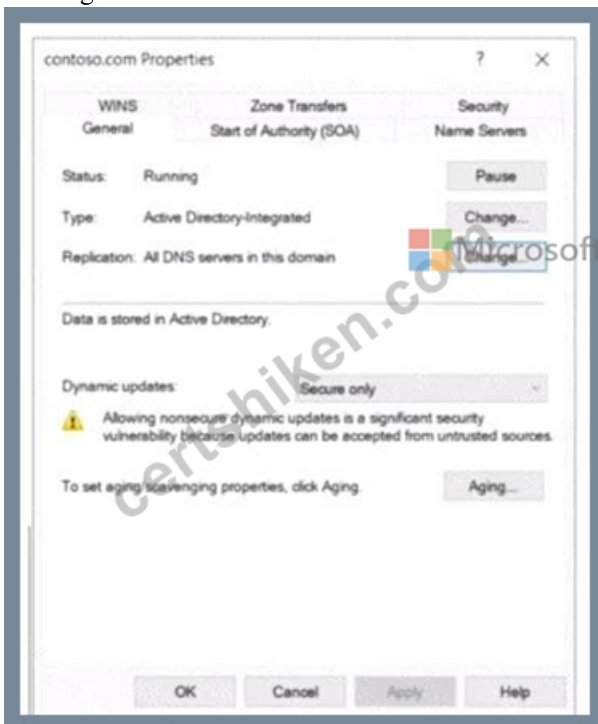 contoso.com Properties
? ×
WINS Zone Transfers Security
General Start of Authority (SOA) Name Servers
Status: Running Pause
Type: Active Directory-Integrated Change...
Replication: All DNS servers in this domain Change...
Microsoft
Data is stored in Active Directory.
Dynamic updates: Secure only
Allowing nonsecure dynamic updates is a significant security
vulnerability because updates can be accepted from untrusted sources.
To set aging/scavenging properties, click Aging. Aging...
certshiken.com
OK Cancel Apply Help